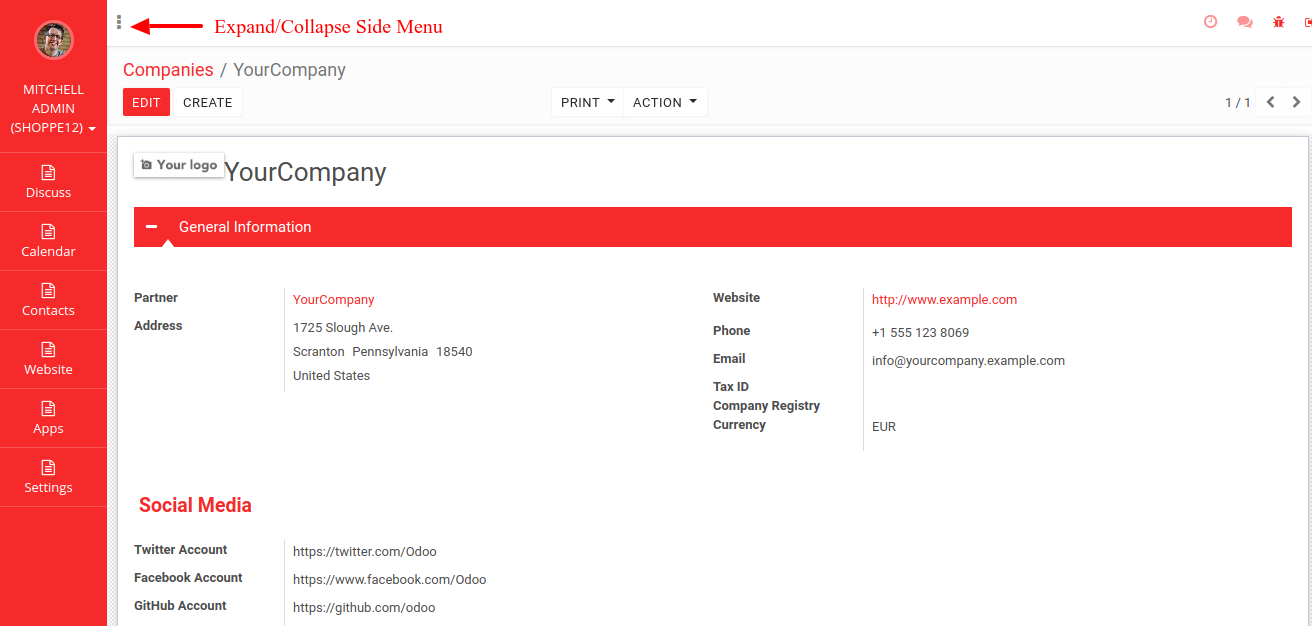 Expand/Collapse Side Menu
MITCHELL
ADMIN
(SHOPPE12)
Discuss
Calendar
Contacts
Website
Apps
Settings
Companies / YourCompany
EDIT CREATE PRINT ACTION 1 / 1
Your logo YourCompany
General Information
Partner YourCompany
Address 1725 Slough Ave.
Scranton Pennsylvania 18540
United States
Website http://www.example.com
Phone +1 555 123 8069
Email info@yourcompany.example.com
Tax ID
Company Registry
Currency EUR
Social Media
Twitter Account https://twitter.com/Odoo
Facebook Account https://www.facebook.com/Odoo
GitHub Account https://github.com/odoo